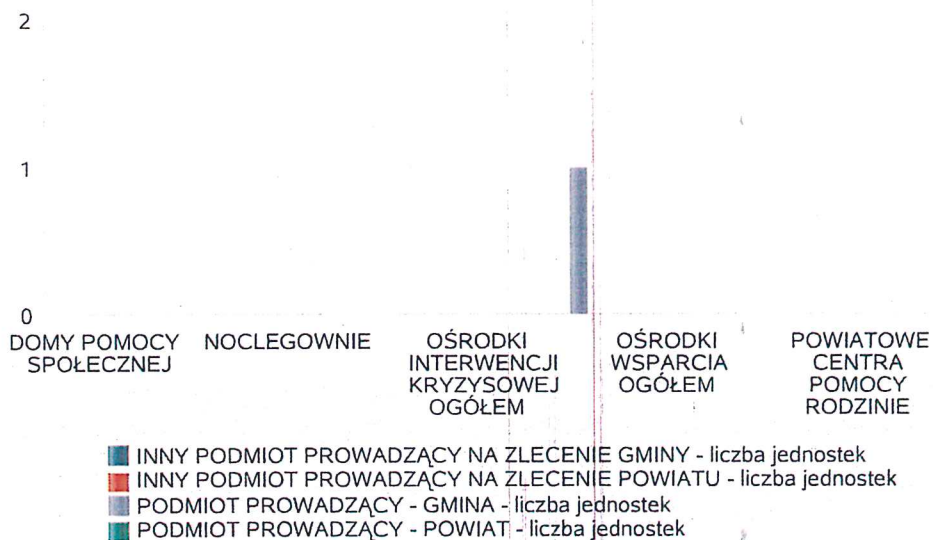 2
1
0
DOMY POMOCY
SPOŁECZNEJ
NOCLEGOWNIE
OŚRODKI
INTERWENCJI
KRYZYSOWEJ
OGÓŁEM
OŚRODKI
WSPARCIA
OGÓŁEM
POWIATOWE
CENTRA
POMOCY
RODZINIE
INNY PODMIOT PROWADZĄCY NA ZLECENIE GMINY - liczba jednostek
INNY PODMIOT PROWADZĄCY NA ZLECENIE POWIATU - liczba jednostek
PODMIOT PROWADZĄCY - GMINA - liczba jednostek
PODMIOT PROWADZĄCY - POWIAT - liczba jednostek